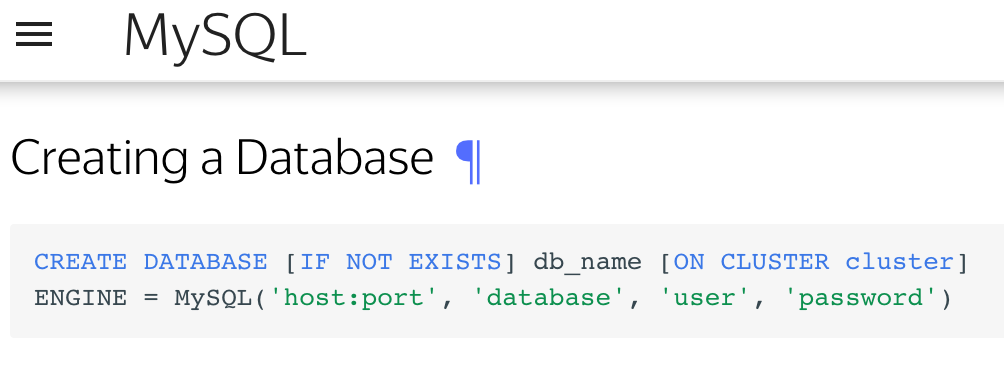 MySQL
Creating a Database ¶
CREATE DATABASE [IF NOT EXISTS] db_name [ON CLUSTER cluster]
ENGINE = MySQL('host:port', 'database', 'user', 'password')